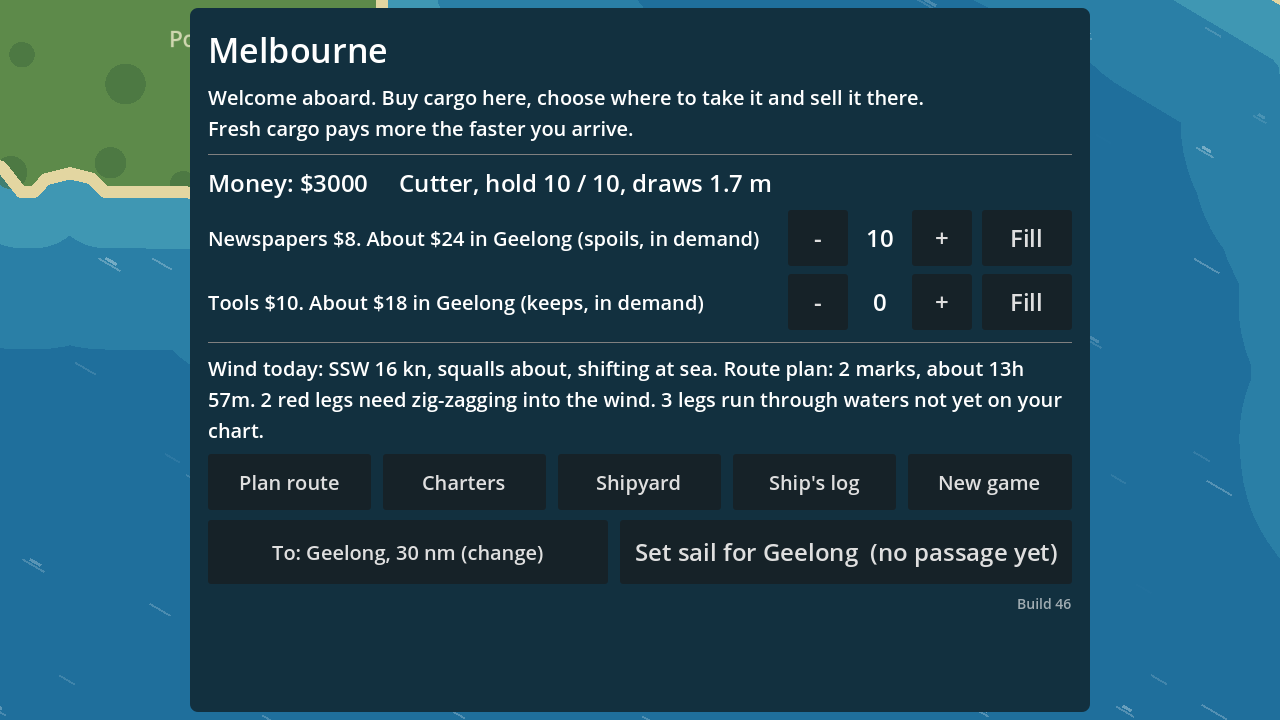 Melbourne
Welcome aboard. Buy cargo here, choose where to take it and sell it there.
Fresh cargo pays more the faster you arrive.
Money: $3000 Cutter, hold 10 / 10, draws 1.7 m
Newspapers $8. About $24 in Geelong (spoils, in demand) - 10 + Fill
Tools $10. About $18 in Geelong (keeps, in demand) - 0 + Fill
Wind today: SSW 16 kn, squalls about, shifting at sea. Route plan: 2 marks, about 13h
57m. 2 red legs need zig-zagging into the wind. 3 legs run through waters not yet on your
chart.
Plan route Charters Shipyard Ship's log New game
To: Geelong, 30 nm (change) Set sail for Geelong (no passage yet)
Build 46